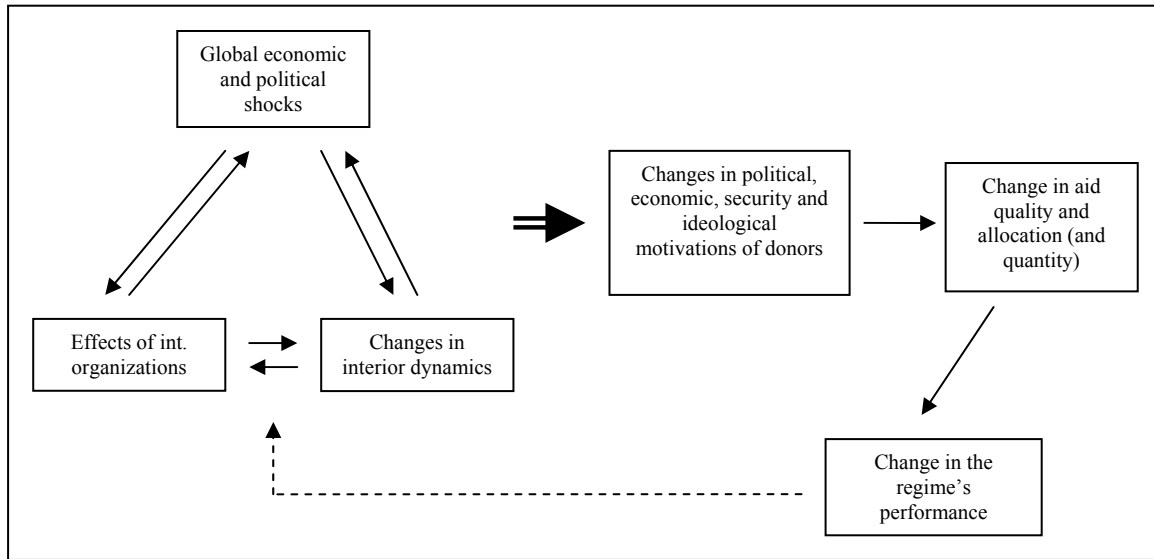 Global economic
and political
shocks
Changes in political,
economic, security and
ideological
motivations of donors
Change in aid
quality and
allocation (and
quantity)
Effects of int.
organizations
Changes in
interior dynamics
Change in the
regime’s
performance